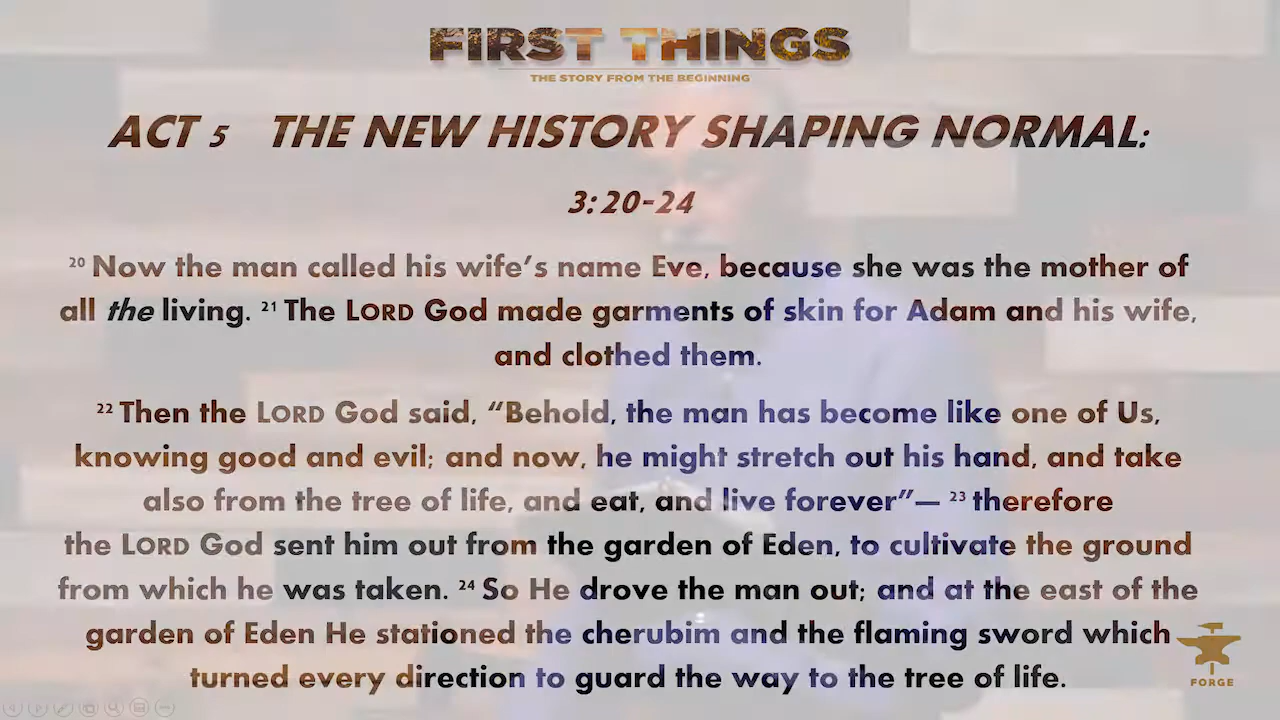 FIRST THINGS
THE STORY FROM THE BEGINNING
ACT 5 THE NEW HISTORY SHAPING NORMAL:
3:20-24
20 Now the man called his wife’s name Eve, because she was the mother of
all the living. 21 The LORD God made garments of skin for Adam and his wife,
and clothed them.
22 Then the LORD God said, “Behold, the man has become like one of Us,
knowing good and evil; and now, he might stretch out his hand, and take
also from the tree of life, and eat, and live forever”— 23 therefore
the LORD God sent him out from the garden of Eden, to cultivate the ground
from which he was taken. 24 So He drove the man out; and at the east of the
garden of Eden He stationed the cherubim and the flaming sword which
turned every direction to guard the way to the tree of life.
FORGE